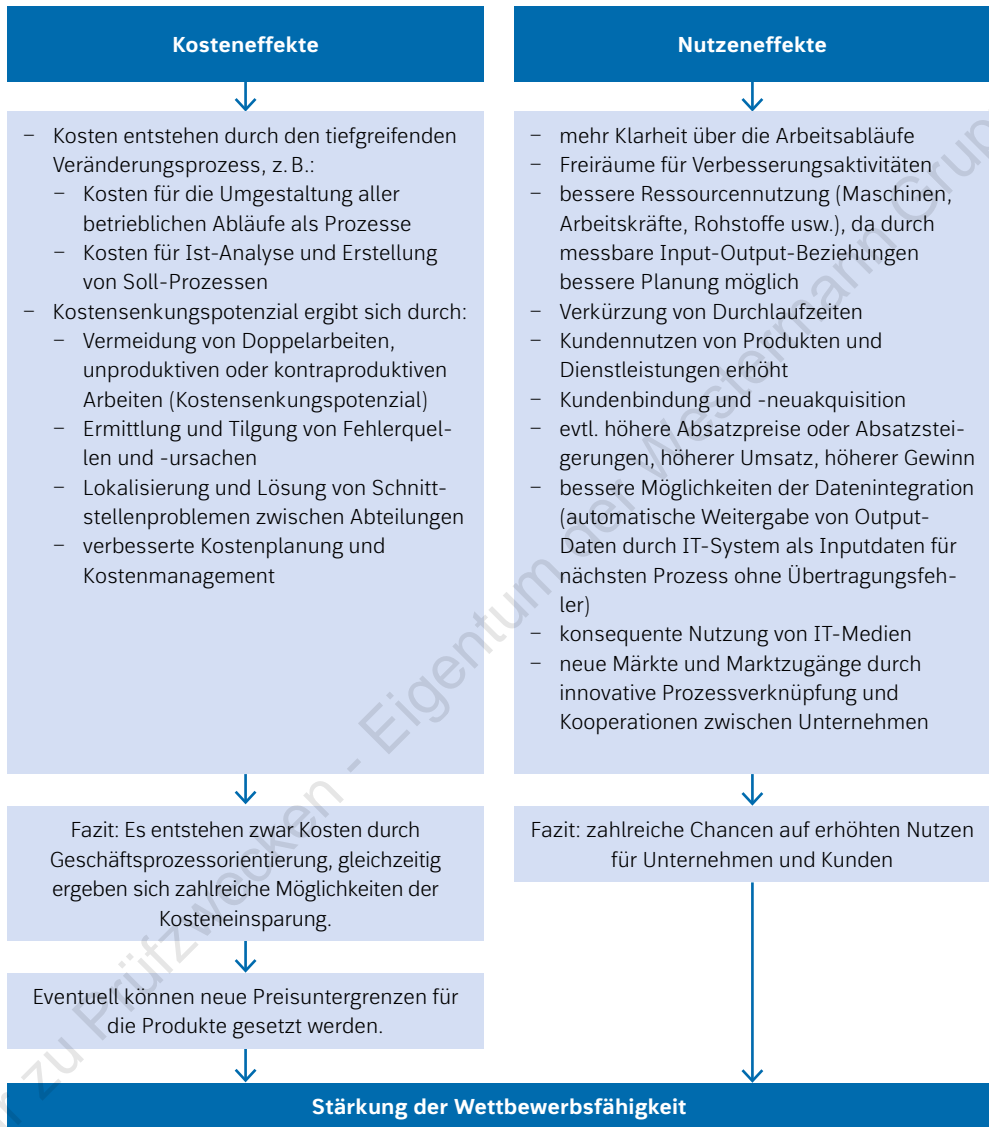 Kosteneffekte
– Kosten entstehen durch den tiefgreifenden
Veränderungsprozess, z. B.:
– Kosten für die Umgestaltung aller
betrieblichen Abläufe als Prozesse
– Kosten für Ist-Analyse und Erstellung
von Soll-Prozessen
– Kostensenkungspotenzial ergibt sich durch:
– Vermeidung von Doppelarbeiten,
unproduktiven oder kontraproduktiven
Arbeiten (Kostensenkungspotenzial)
– Ermittlung und Tilgung von Fehlerquel-
len und -ursachen
– Lokalisierung und Lösung von Schnitt-
stellenproblemen zwischen Abteilungen
– verbesserte Kostenplanung und
Kostenmanagement
Fazit: Es entstehen zwar Kosten durch
Geschäftsprozessorientierung, gleichzeitig
ergeben sich zahlreiche Möglichkeiten der
Kosteneinsparung.
Eventuell können neue Preisuntergrenzen für
die Produkte gesetzt werden.
Nutzeneffekte
– mehr Klarheit über die Arbeitsabläufe
– Freiräume für Verbesserungsaktivitäten
– bessere Ressourcennutzung (Maschinen,
Arbeitskräfte, Rohstoffe usw.), da durch
messbare Input-Output-Beziehungen
bessere Planung möglich
– Verkürzung von Durchlaufzeiten
– Kundennutzen von Produkten und
Dienstleistungen erhöht
– Kundenbindung und -neuakquisition
– evtl. höhere Absatzpreise oder Absatzstei-
gerungen, höherer Umsatz, höherer Gewinn
– bessere Möglichkeiten der Datenintegration
(automatische Weitergabe von Output-
Daten durch IT-System als Inputdaten für
nächsten Prozess ohne Übertragungsfeh-
ler)
– konsequente Nutzung von IT-Medien
– neue Märkte und Marktzugänge durch
innovative Prozessverknüpfung und
Kooperationen zwischen Unternehmen
Fazit: zahlreiche Chancen auf erhöhten Nutzen
für Unternehmen und Kunden
Stärkung der Wettbewerbsfähigkeit
zu Prüfzwecken - Eigentum der Westermann